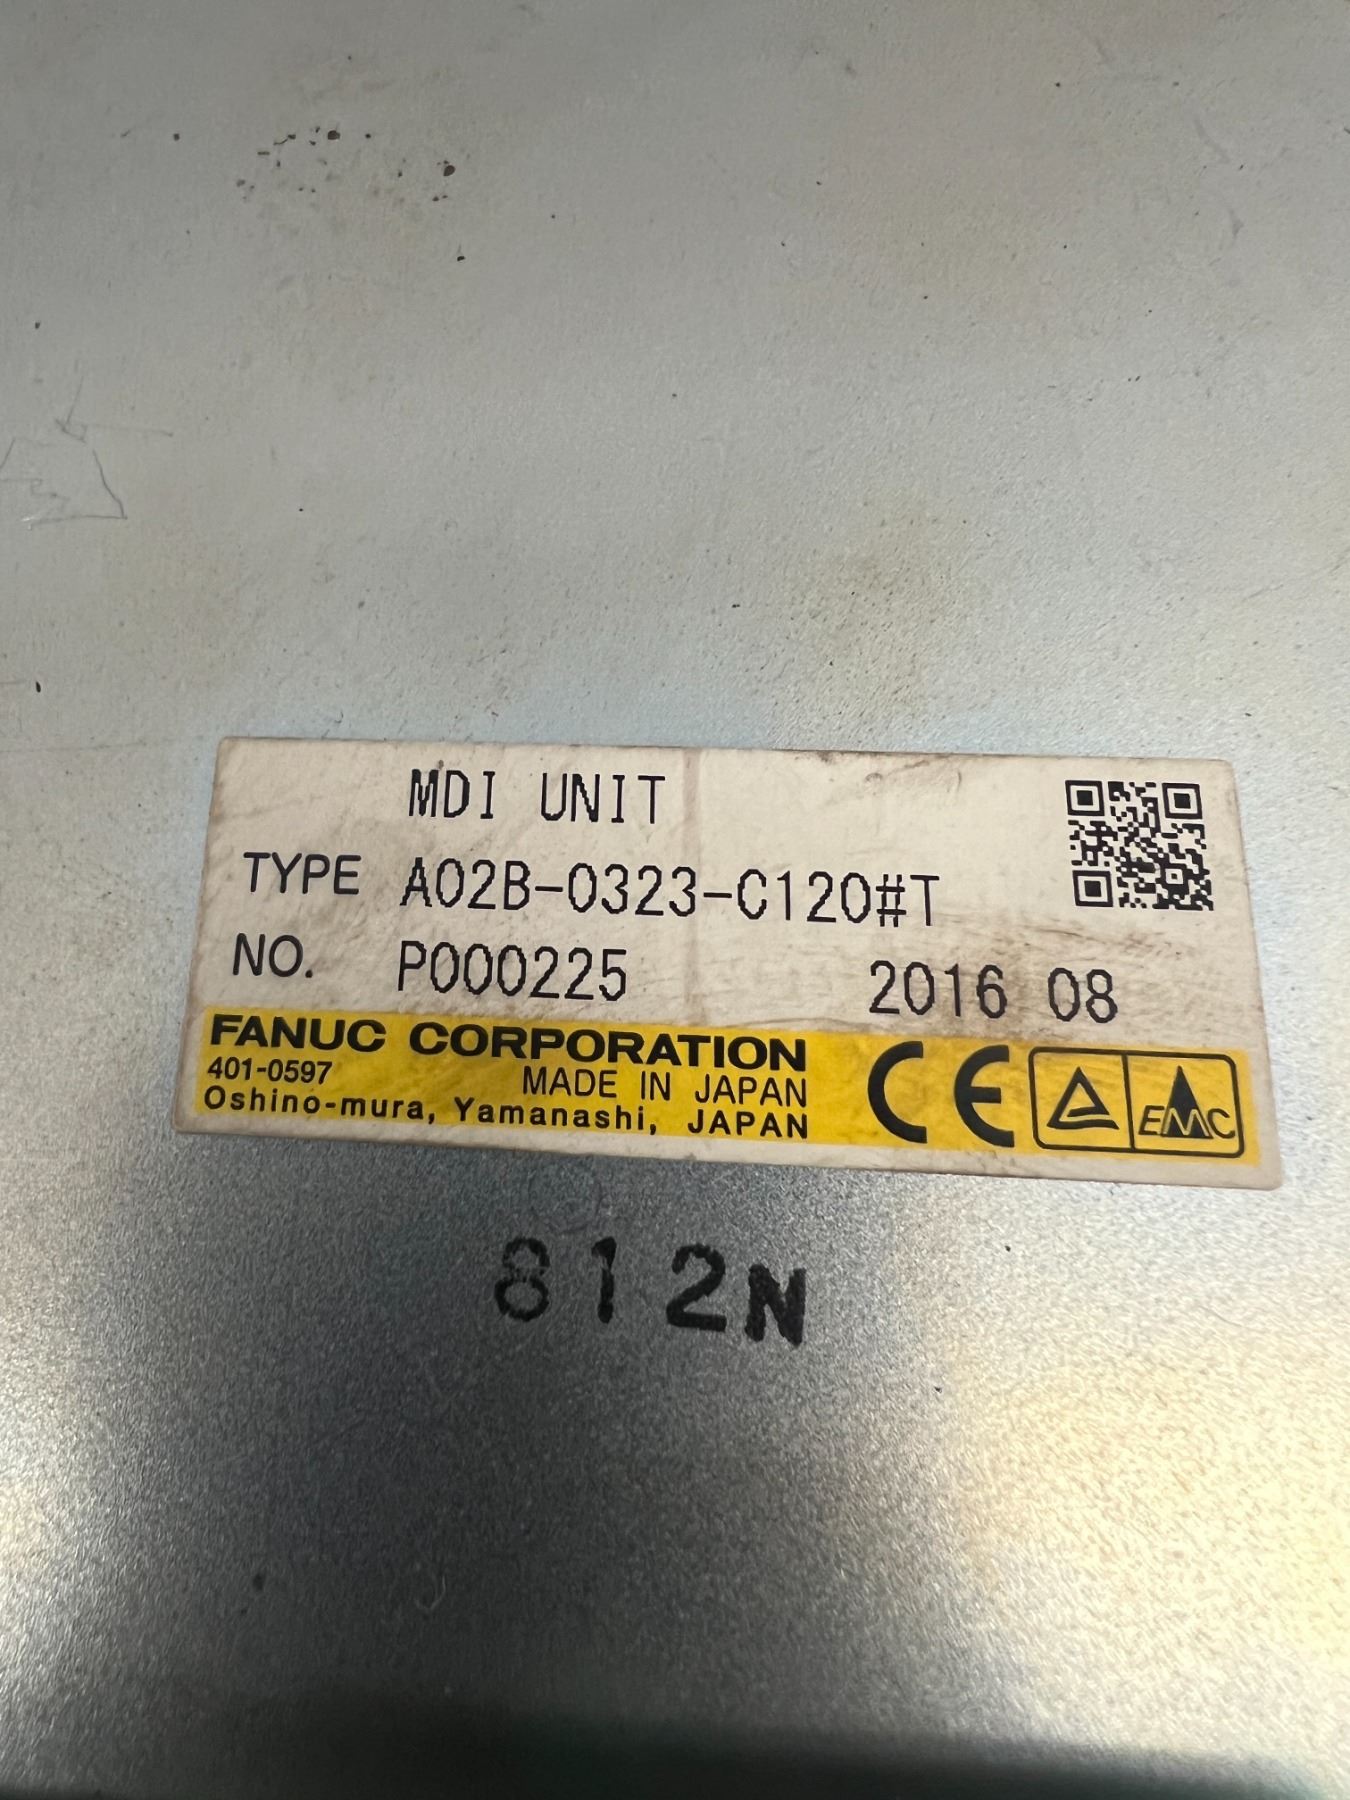 MDI UNIT
TYPE A02B-0323-C120#T
NO. P000225 2016 08
FANUC CORPORATION
401-0597 MADE IN JAPAN
Oshino-mura, Yamanashi, JAPAN
CE
EMC
812N